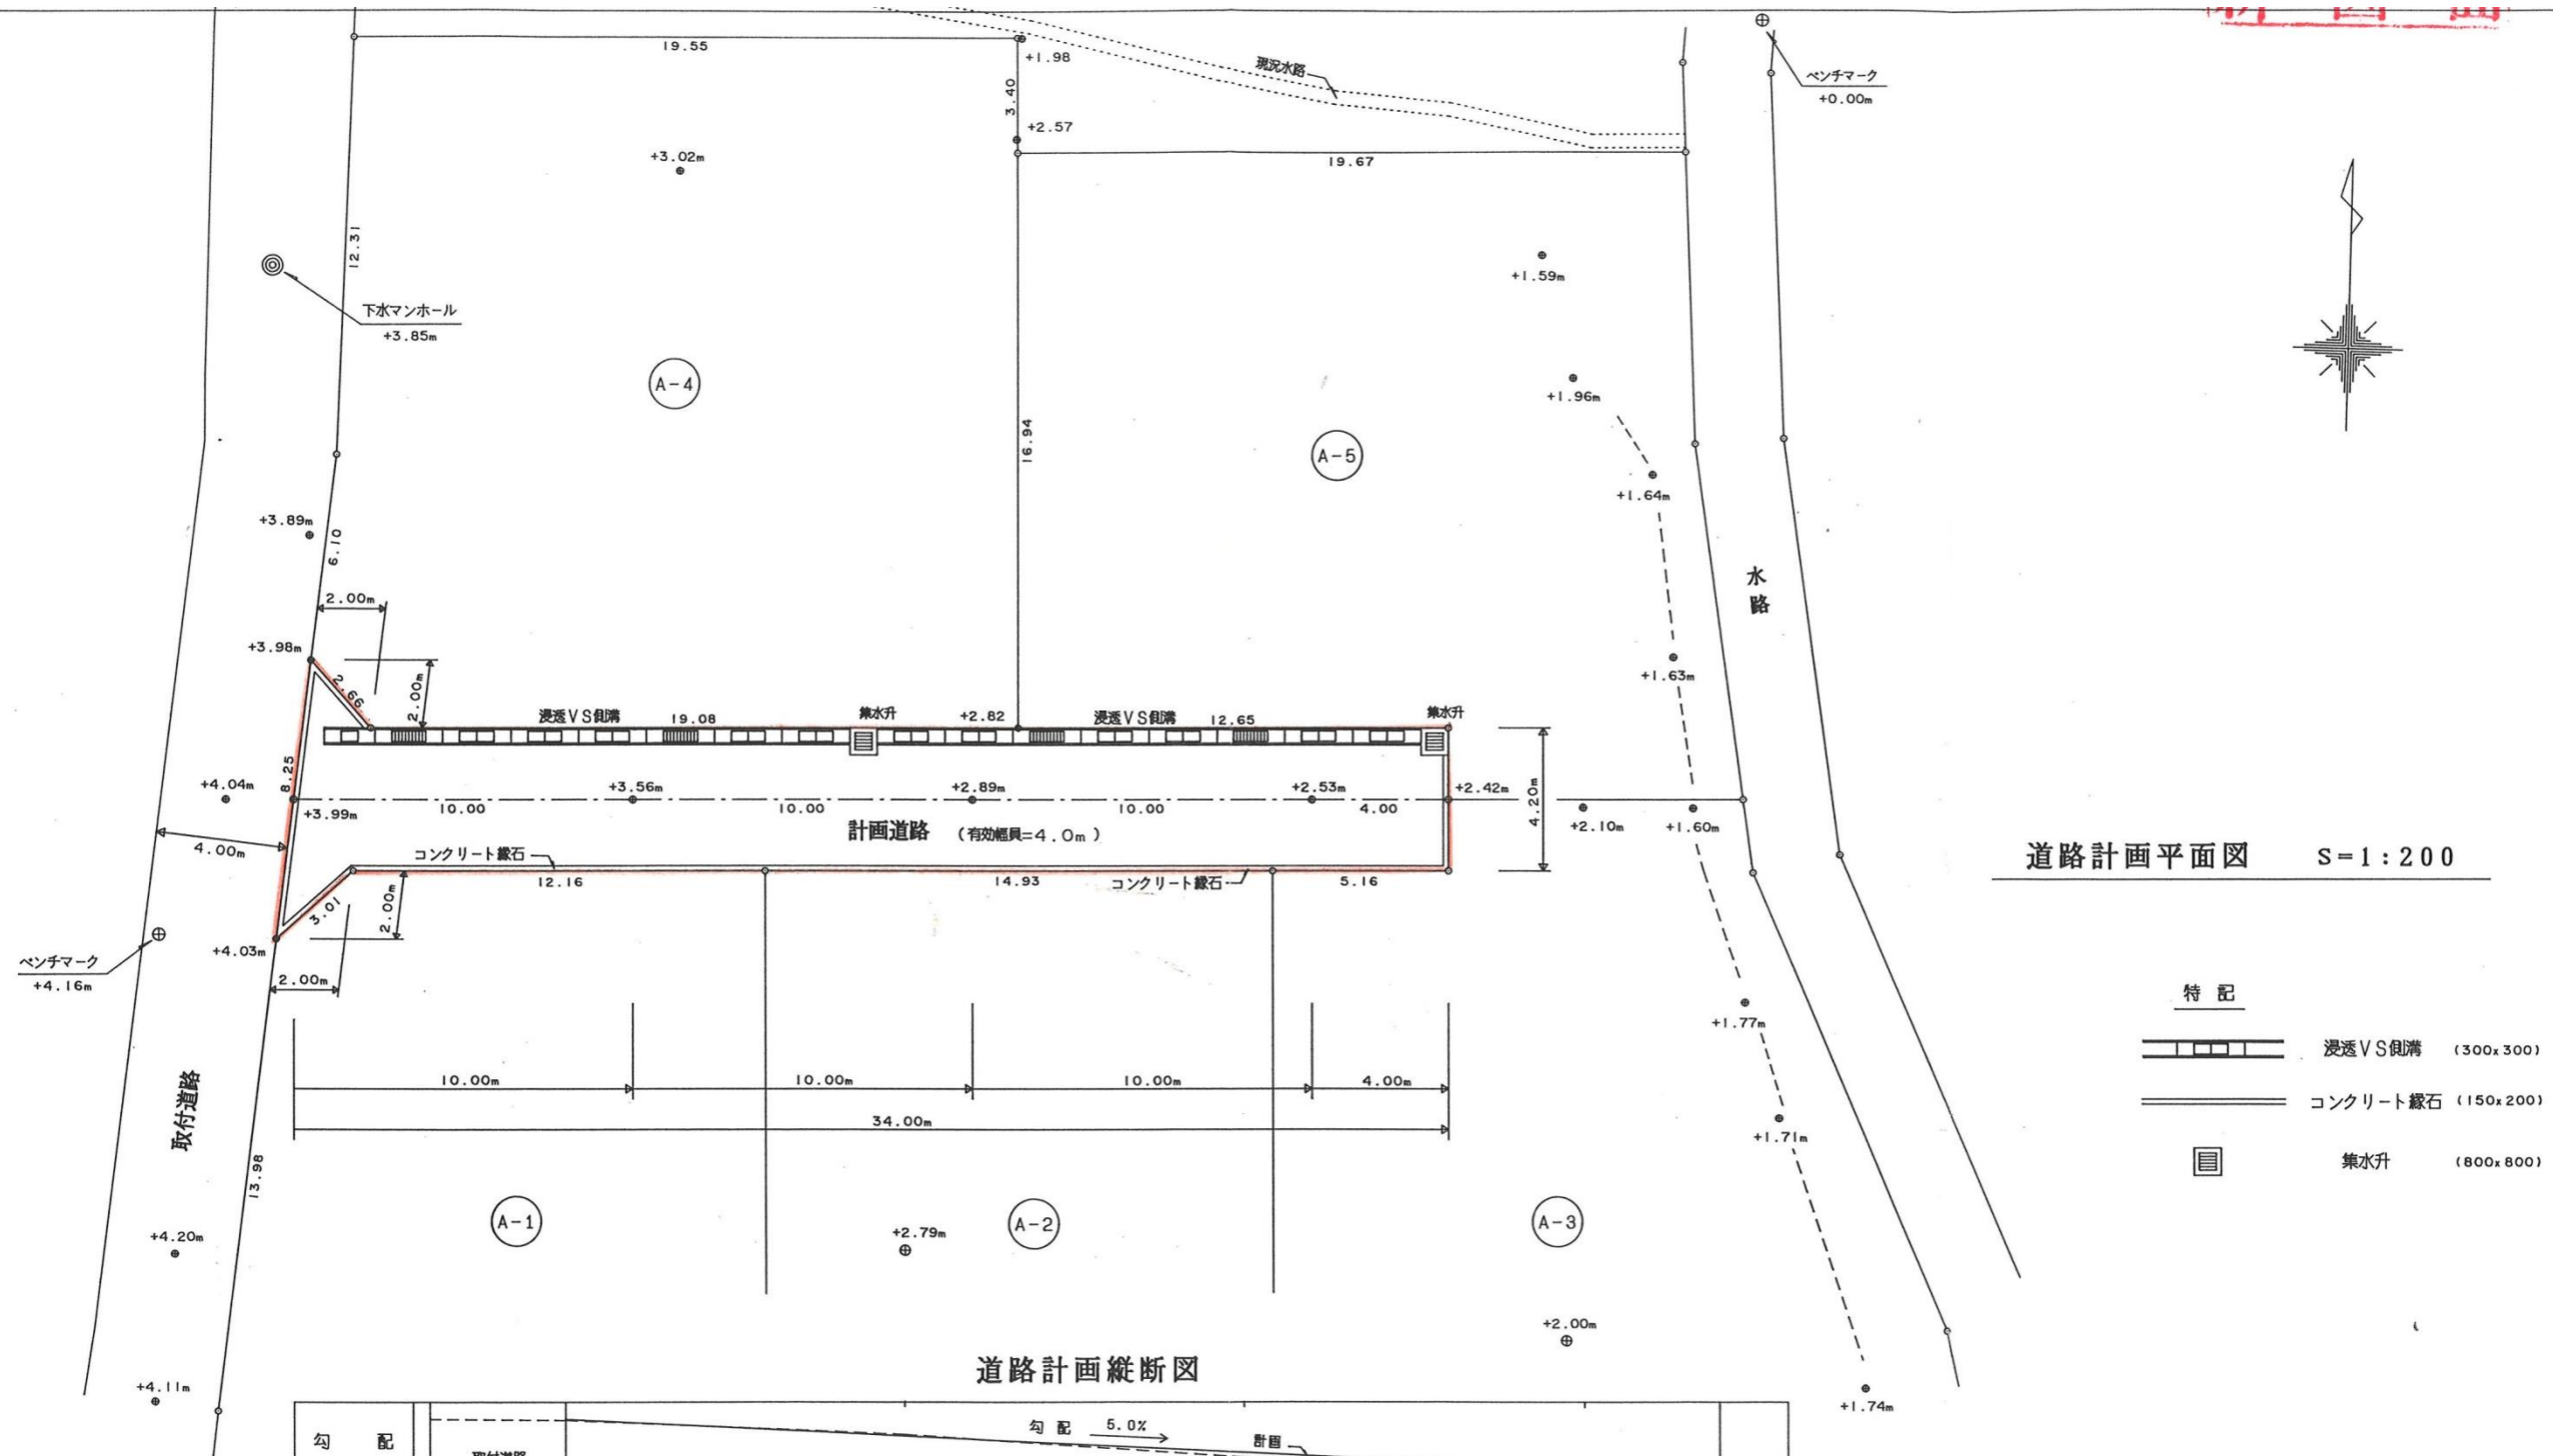 19.55
+1.98
現況水路
ベンチマーク
+0.00m
3.40
+2.57
+3.02m
19.67
12.31
+1.59m
下水マンホール
+3.85m
A-4
+1.96m
16.94
A-5
+1.64m
+3.89m
6.10
水路
2.00m
+3.98m
2.66
2.00m
+1.63m
浸透VS側溝
19.08
集水升
+2.82
浸透VS側溝
12.65
集水升
8.25
+4.04m
+3.56m
+2.89m
+2.53m
+2.42m
4.20m
+3.99m
10.00
10.00
10.00
4.00
+2.10m
+1.60m
計画道路 (有効幅員=4.0m)
4.00m
コンクリート縁石
12.16
14.93
コンクリート縁石
5.16
道路計画平面図 S=1:200
3.01
2.00m
+4.03m
ベンチマーク
+4.16m
2.00m
特記
+1.77m
浸透VS側溝 (300x300)
取付道路
10.00m
10.00m
10.00m
4.00m
コンクリート縁石 (150x200)
34.00m
+1.71m
13.98
集水升 (800x800)
A-1
A-2
A-3
+4.20m
+2.79m
+2.00m
道路計画縦断図
+4.11m
+1.74m
勾配
勾配 5.0%
計画